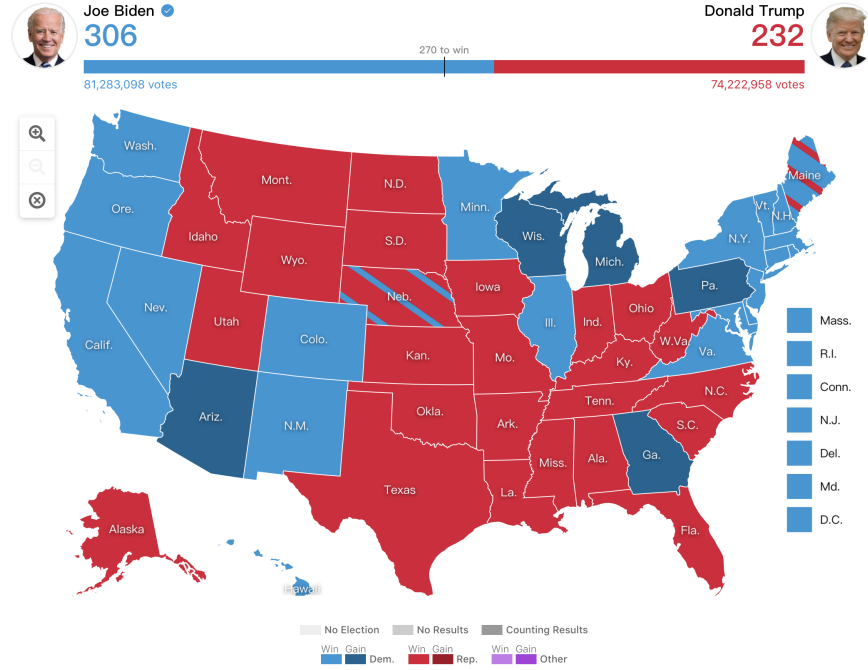 Joe Biden
Donald Trump
306
232
270 to win
81,283,098 votes
74,222,958 votes
Wash.
Mont.
N.D.
Minn.
Maine
Ore.
Idaho
S.D.
Wis.
Vt.
N.H.
Wyo.
Mich.
N.Y.
Neb.
Iowa
Pa.
Nev.
Utah
Ill.
Ind.
Ohio
Calif.
Colo.
Kan.
Mo.
Ky.
W.Va.
Va.
Mass.
R.I.
Conn.
N.J.
Del.
Md.
D.C.
Ariz.
N.M.
Okla.
Ark.
Tenn.
N.C.
S.C.
Texas
La.
Miss.
Ala.
Ga.
Fla.
Alaska
Hawaii
No Election
No Results
Counting Results
Win Gain
Dem.
Win Gain
Rep.
Win Gain
Other